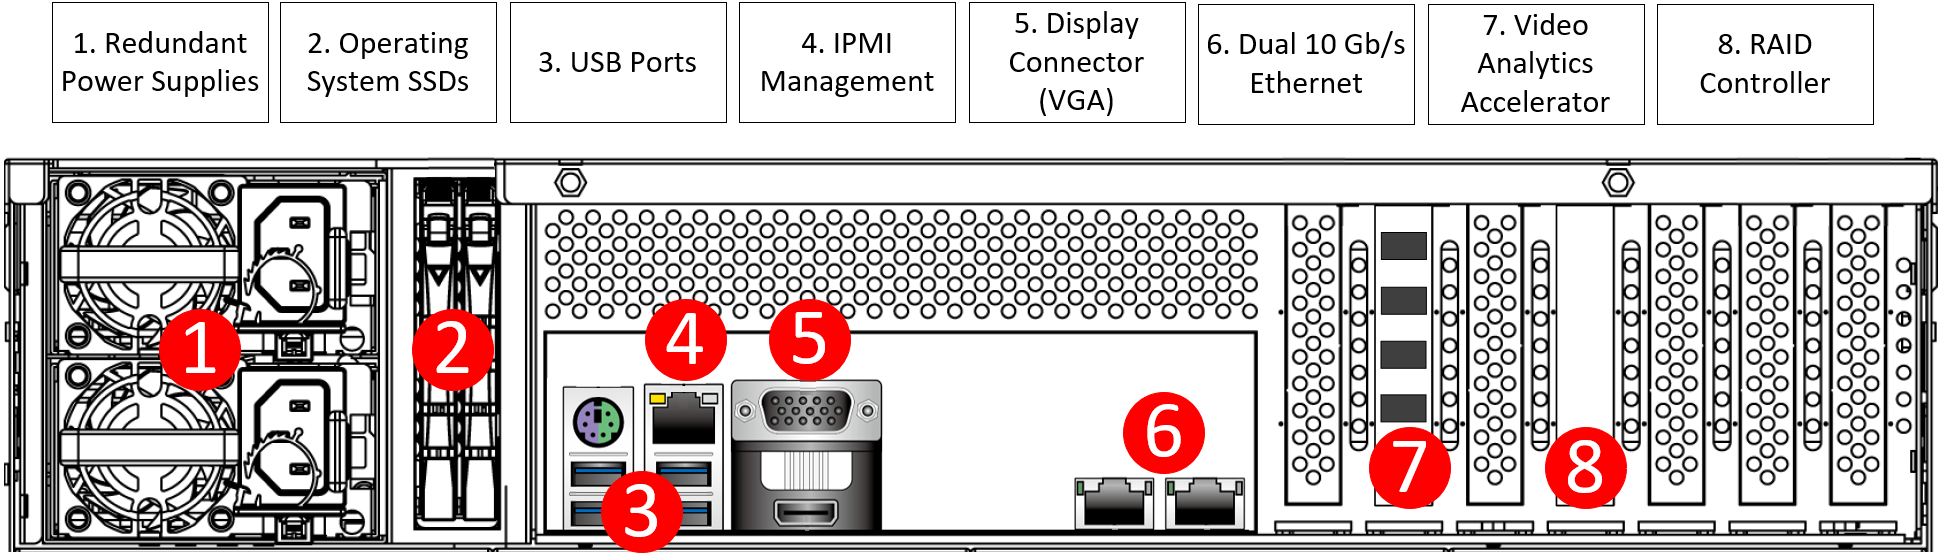 1. Redundant
Power Supplies
2. Operating
System SSDs
3. USB Ports
4. IPMI
Management
5. Display
Connector
(VGA)
6. Dual 10 Gb/s
Ethernet
7. Video
Analytics
Accelerator
8. RAID
Controller
1
2
3
4
5
6
7
8